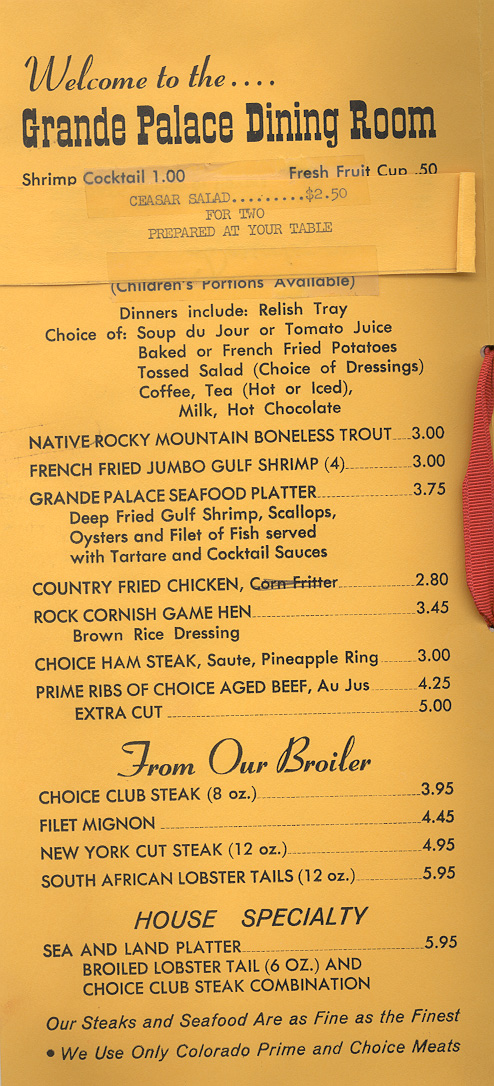 Welcome to the....
Grande Palace Dining Room
Shrimp Cocktail 1.00 Fresh Fruit Cup .50
CEASAR SALAD.........$2.50
FOR TWO
PREPARED AT YOUR TABLE
(Children's Portions Available)
Dinners include: Relish Tray
Choice of: Soup du Jour or Tomato Juice
Baked or French Fried Potatoes
Tossed Salad (Choice of Dressings)
Coffee, Tea (Hot or Iced),
Milk, Hot Chocolate
NATIVE ROCKY MOUNTAIN BONELESS TROUT 3.00
FRENCH FRIED JUMBO GULF SHRIMP (4) 3.00
GRANDE PALACE SEAFOOD PLATTER 3.75
Deep Fried Gulf Shrimp, Scallops,
Oysters and Filet of Fish served
with Tartare and Cocktail Sauces
COUNTRY FRIED CHICKEN, Corn Fritter 2.80
ROCK CORNISH GAME HEN 3.45
Brown Rice Dressing
CHOICE HAM STEAK, Saute, Pineapple Ring 3.00
PRIME RIBS OF CHOICE AGED BEEF, Au Jus 4.25
EXTRA CUT 5.00
From Our Broiler
CHOICE CLUB STEAK (8 oz.) 3.95
FILET MIGNON 4.45
NEW YORK CUT STEAK (12 oz.) 4.95
SOUTH AFRICAN LOBSTER TAILS (12 oz.) 5.95
HOUSE SPECIALTY
SEA AND LAND PLATTER 5.95
BROILED LOBSTER TAIL (6 OZ.) AND
CHOICE CLUB STEAK COMBINATION
Our Steaks and Seafood Are as Fine as the Finest
• We Use Only Colorado Prime and Choice Meats